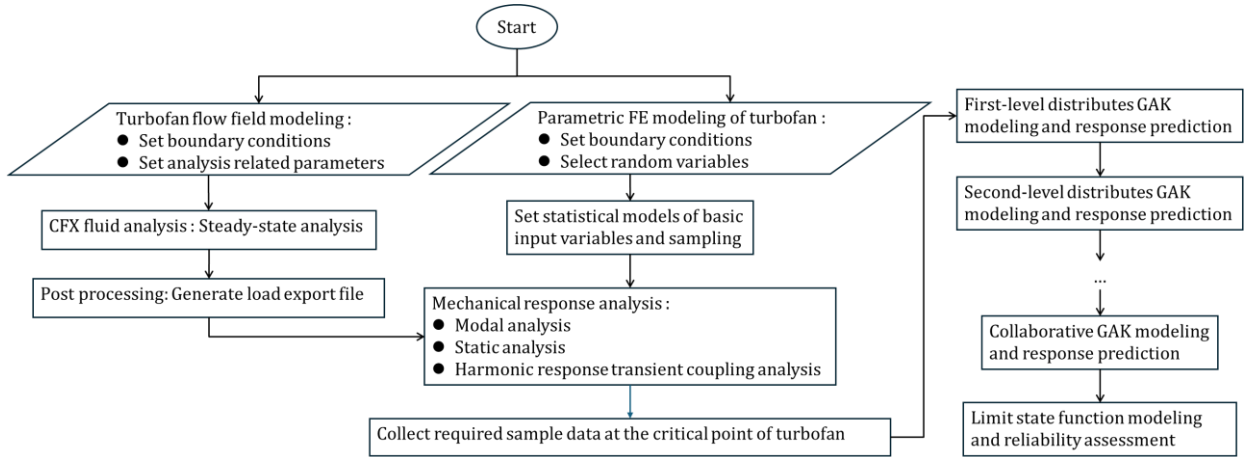 Start
Turbofan flow field modeling :
● Set boundary conditions
● Set analysis related parameters
CFX fluid analysis : Steady-state analysis
Post processing: Generate load export file
Parametric FE modeling of turbofan :
● Set boundary conditions
● Select random variables
Set statistical models of basic
input variables and sampling
Mechanical response analysis :
● Modal analysis
● Static analysis
● Harmonic response transient coupling analysis
Collect required sample data at the critical point of turbofan
First-level distributes GAK
modeling and response prediction
Second-level distributes GAK
modeling and response prediction
...
Collaborative GAK modeling
and response prediction
Limit state function modeling
and reliability assessment